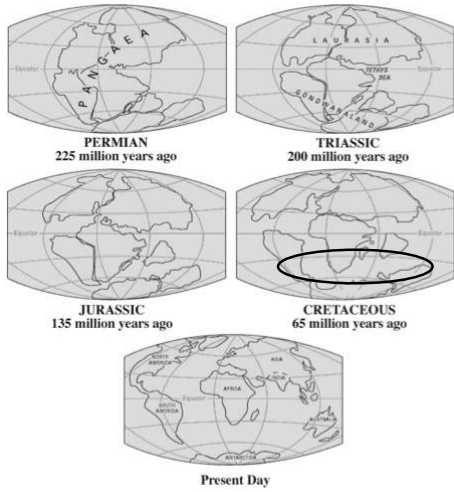 Equator
PANGAEA
PERMIAN
225 million years ago
LAURASIA
TETHYS
SEA
Equator
GONDWANALAND
TRIASSIC
200 million years ago
Equator
JURASSIC
135 million years ago
Equator
CRETACEOUS
65 million years ago
NORTH
AMERICA
ASIA
INDIA
AFRICA
Equator
SOUTH
AMERICA
AUSTRALIA
ANTARCTICA
Present Day